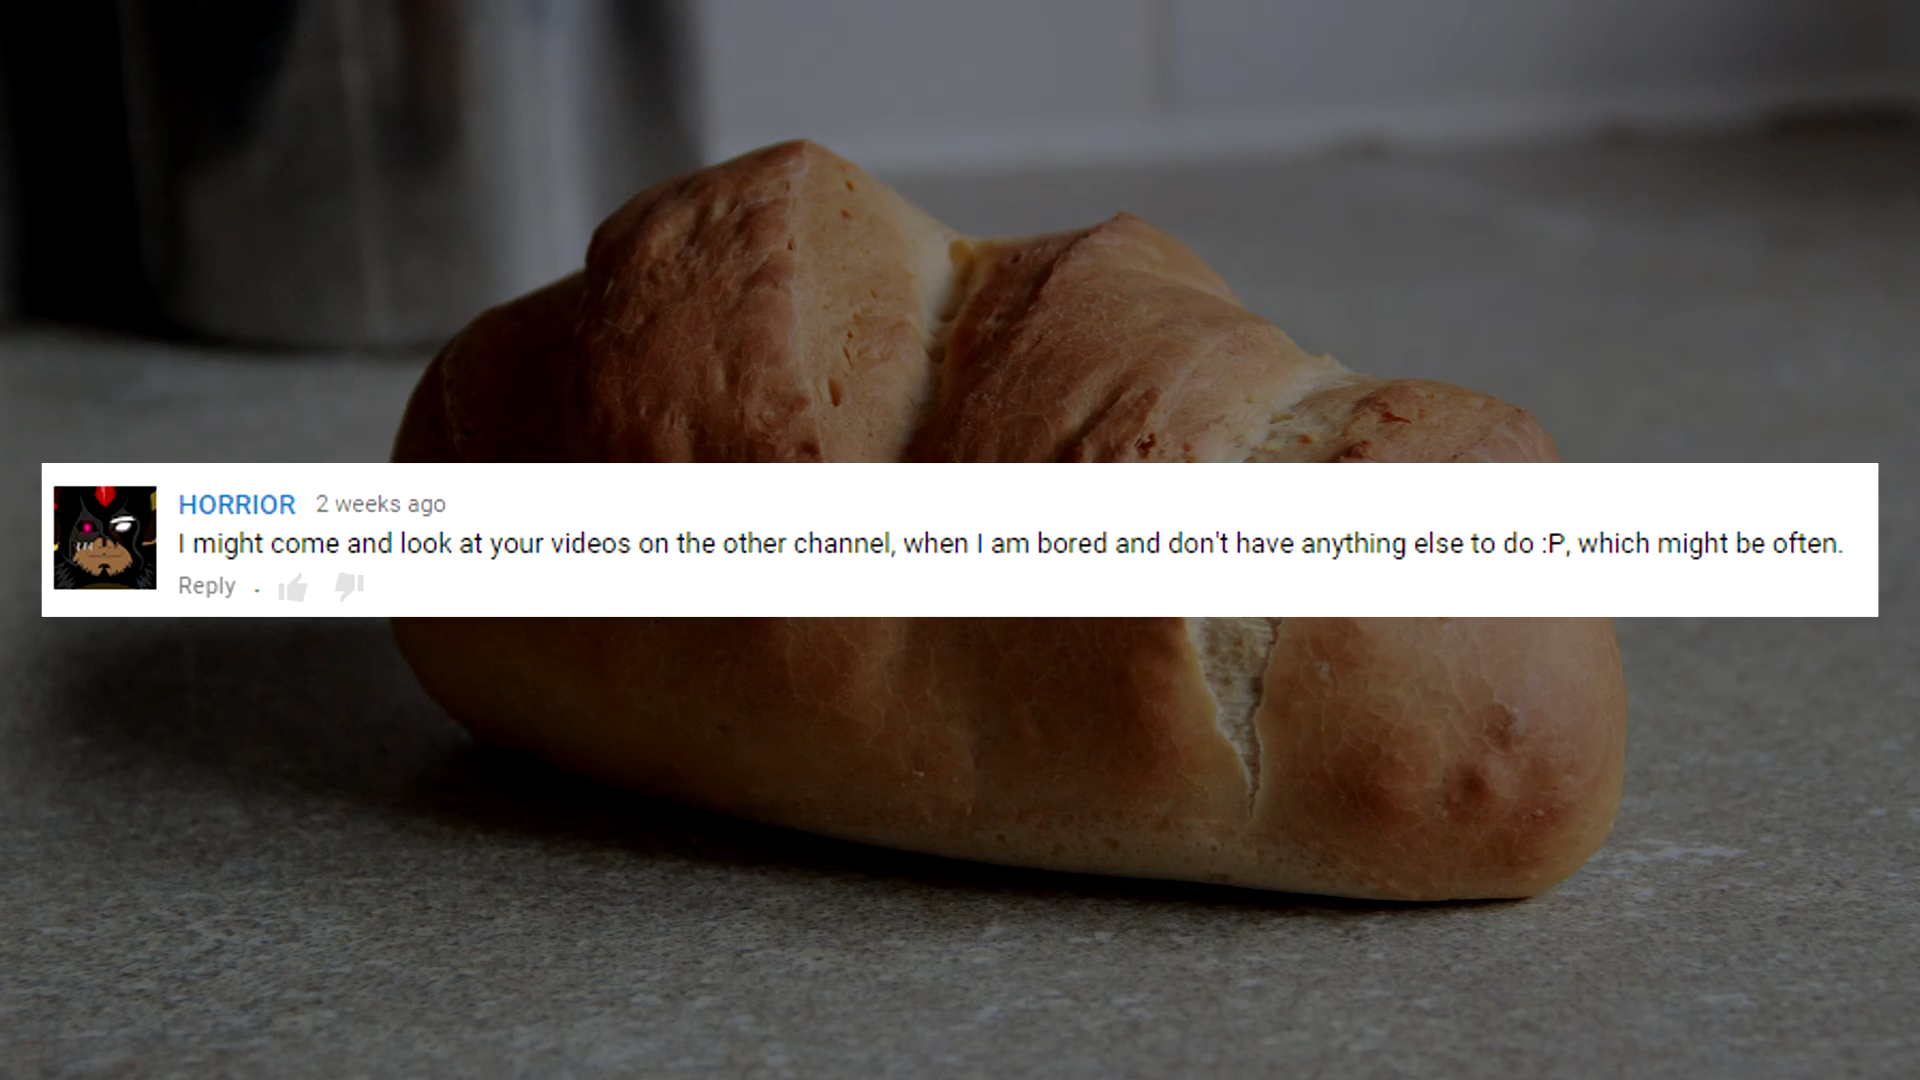 HORRIOR 2 weeks ago
I might come and look at your videos on the other channel, when I am bored and don't have anything else to do :P, which might be often.
Reply .